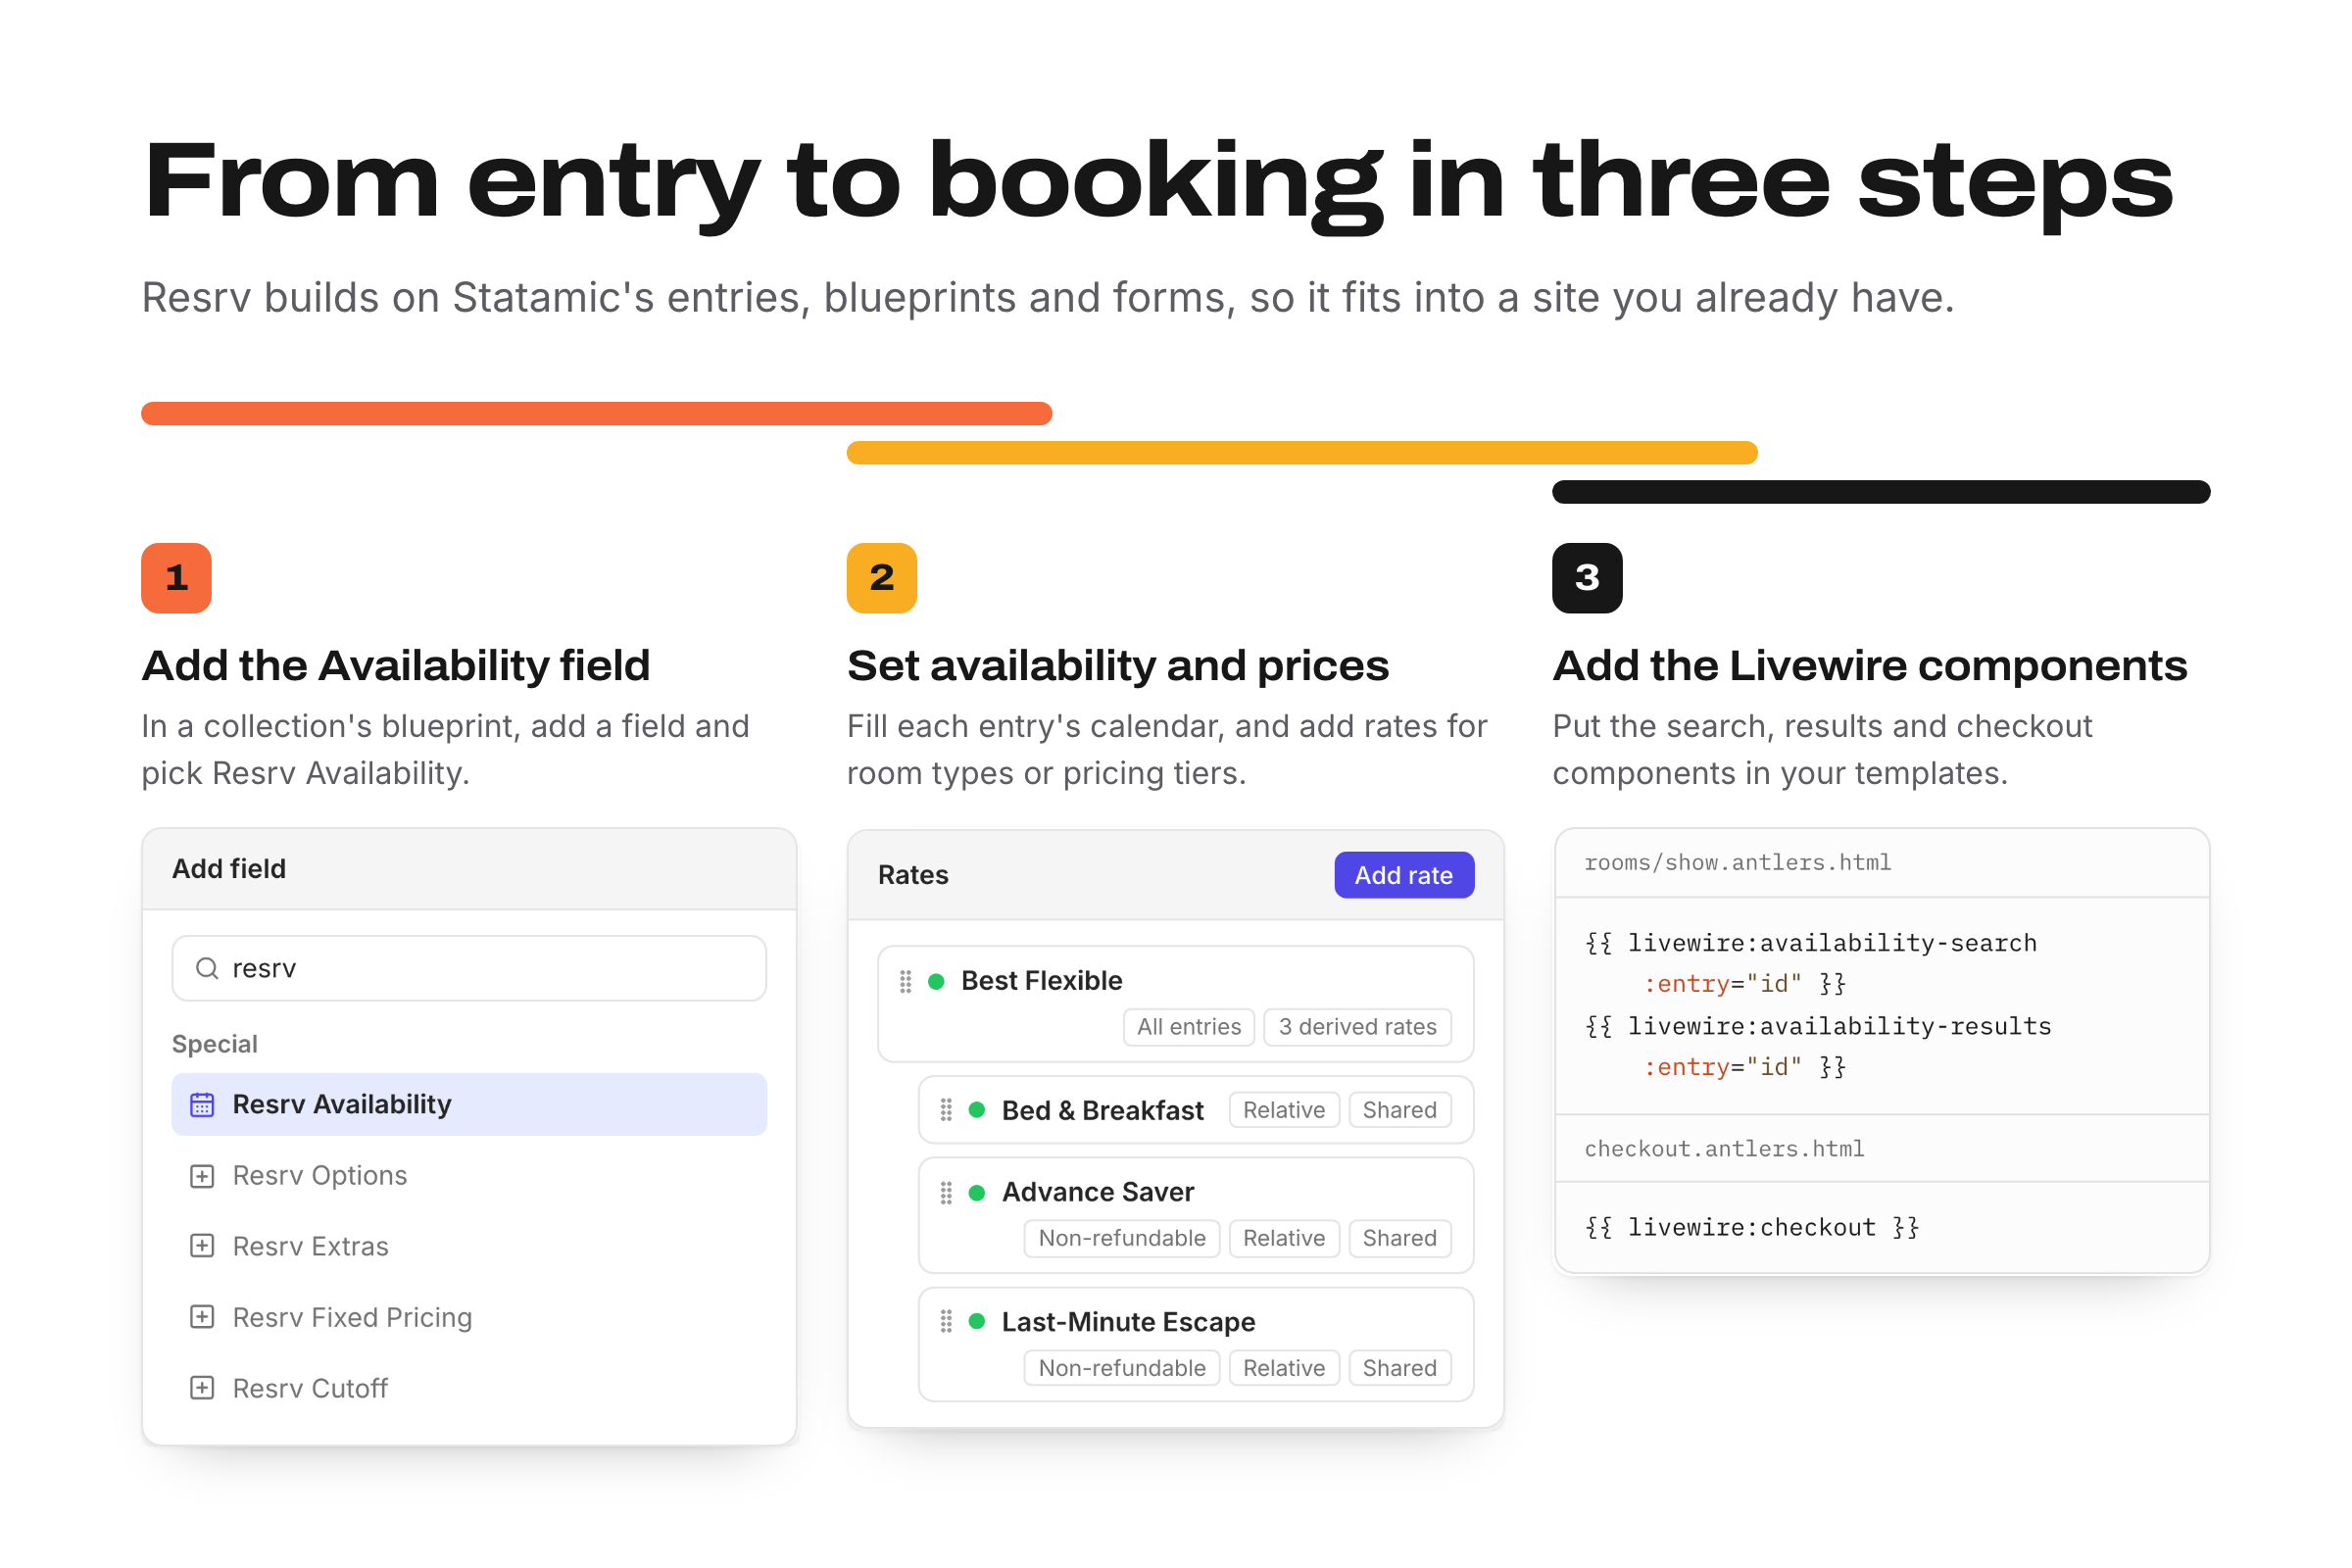 From entry to booking in three steps
Resrv builds on Statamic's entries, blueprints and forms, so it fits into a site you already have.
1
Add the Availability field
In a collection's blueprint, add a field and
pick Resrv Availability.
Add field
resrv
Special
Resrv Availability
Resrv Options
Resrv Extras
Resrv Fixed Pricing
Resrv Cutoff
2
Set availability and prices
Fill each entry's calendar, and add rates for
room types or pricing tiers.
Rates
Add rate
Best Flexible
All entries
3 derived rates
Bed & Breakfast
Relative
Shared
Advance Saver
Non-refundable
Relative
Shared
Last-Minute Escape
Non-refundable
Relative
Shared
3
Add the Livewire components
Put the search, results and checkout
components in your templates.
rooms/show.antlers.html
{{ livewire:availability-search
:entry="id" }}
{{ livewire:availability-results
:entry="id" }}
checkout.antlers.html
{{ livewire:checkout }}